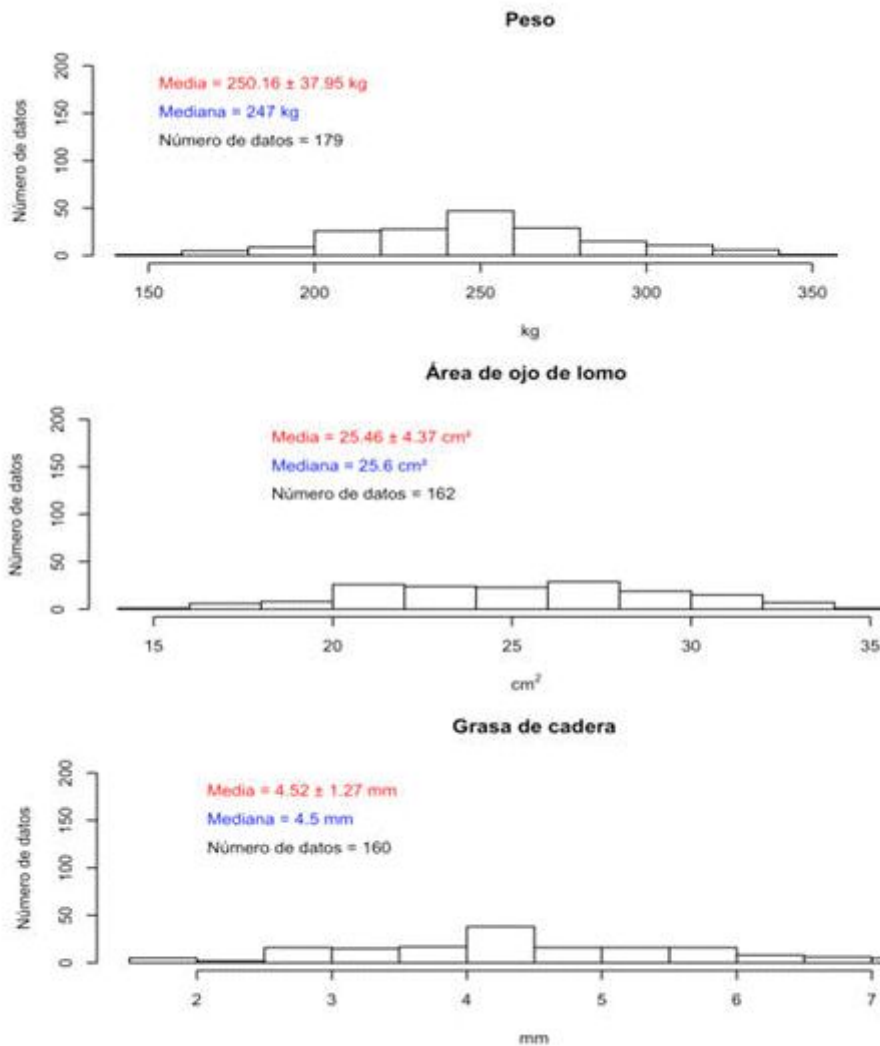 Peso
Número de datos
200
150
100
50
0
Media = 250.16 ± 37.95 kg
Mediana = 247 kg
Número de datos = 179
150 200 250 300 350
kg
Área de ojo de lomo
Número de datos
200
150
100
50
0
Media = 25.46 ± 4.37 cm²
Mediana = 25.6 cm²
Número de datos = 162
15 20 25 30 35
cm²
Grasa de cadera
Número de datos
200
150
100
50
0
Media = 4.52 ± 1.27 mm
Mediana = 4.5 mm
Número de datos = 160
2 3 4 5 6 7
mm